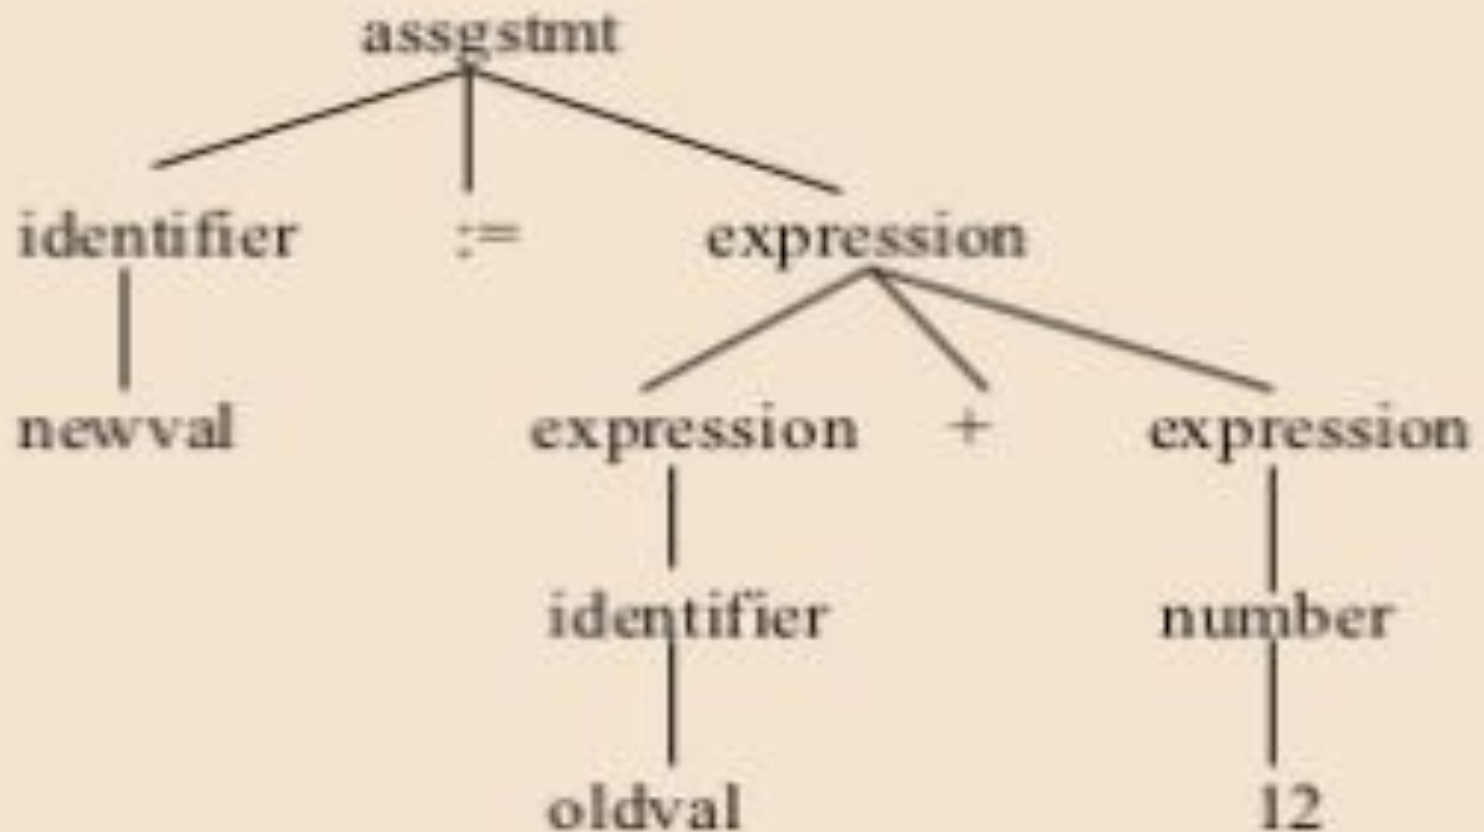 assgstmt
identifier := expression
newval expression + expression
identifier number
oldval 12